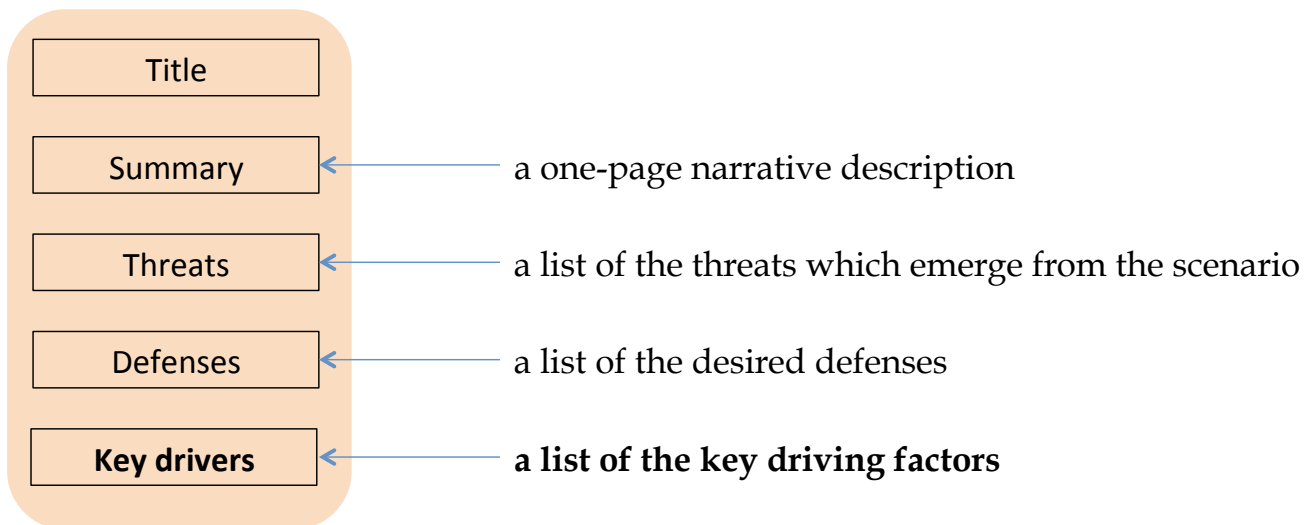 Title
Summary
a one-page narrative description
Threats
a list of the threats which emerge from the scenario
Defenses
a list of the desired defenses
Key drivers
a list of the key driving factors